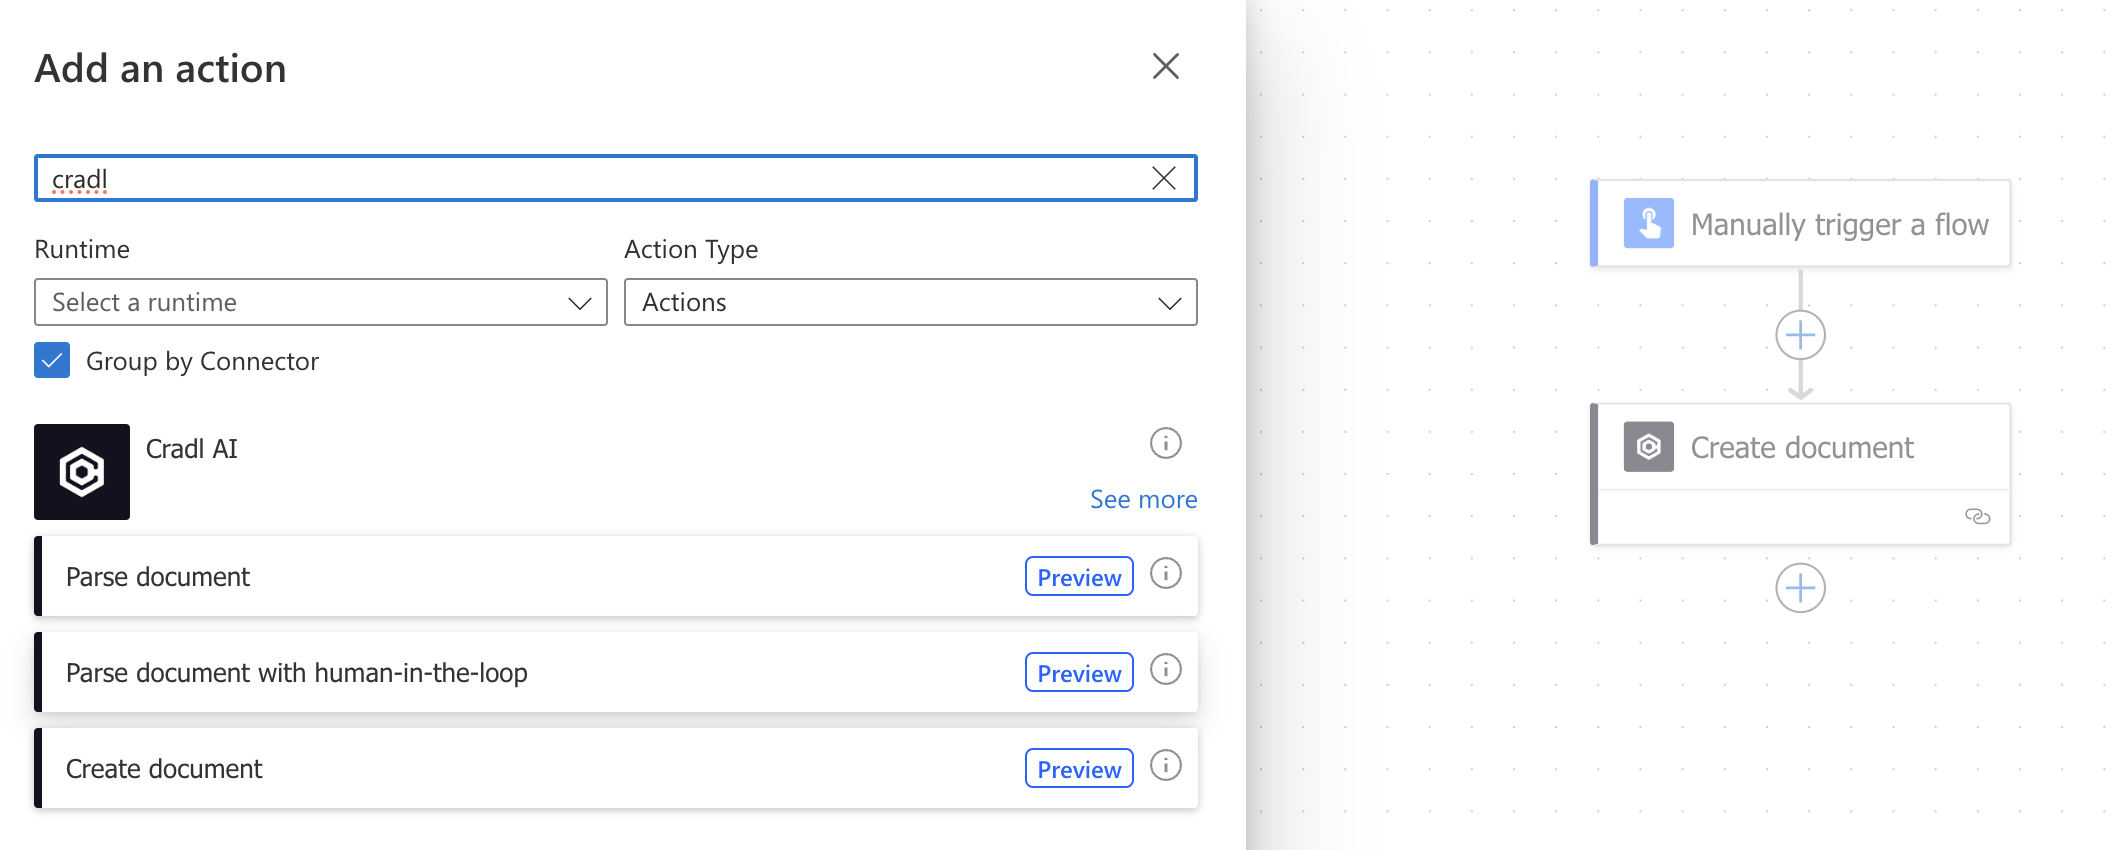 Add an action
cradl
Runtime
Action Type
Select a runtime
Actions
Group by Connector
Cradl AI
See more
Parse document
Preview
Parse document with human-in-the-loop
Preview
Create document
Preview
Manually trigger a flow
Create document